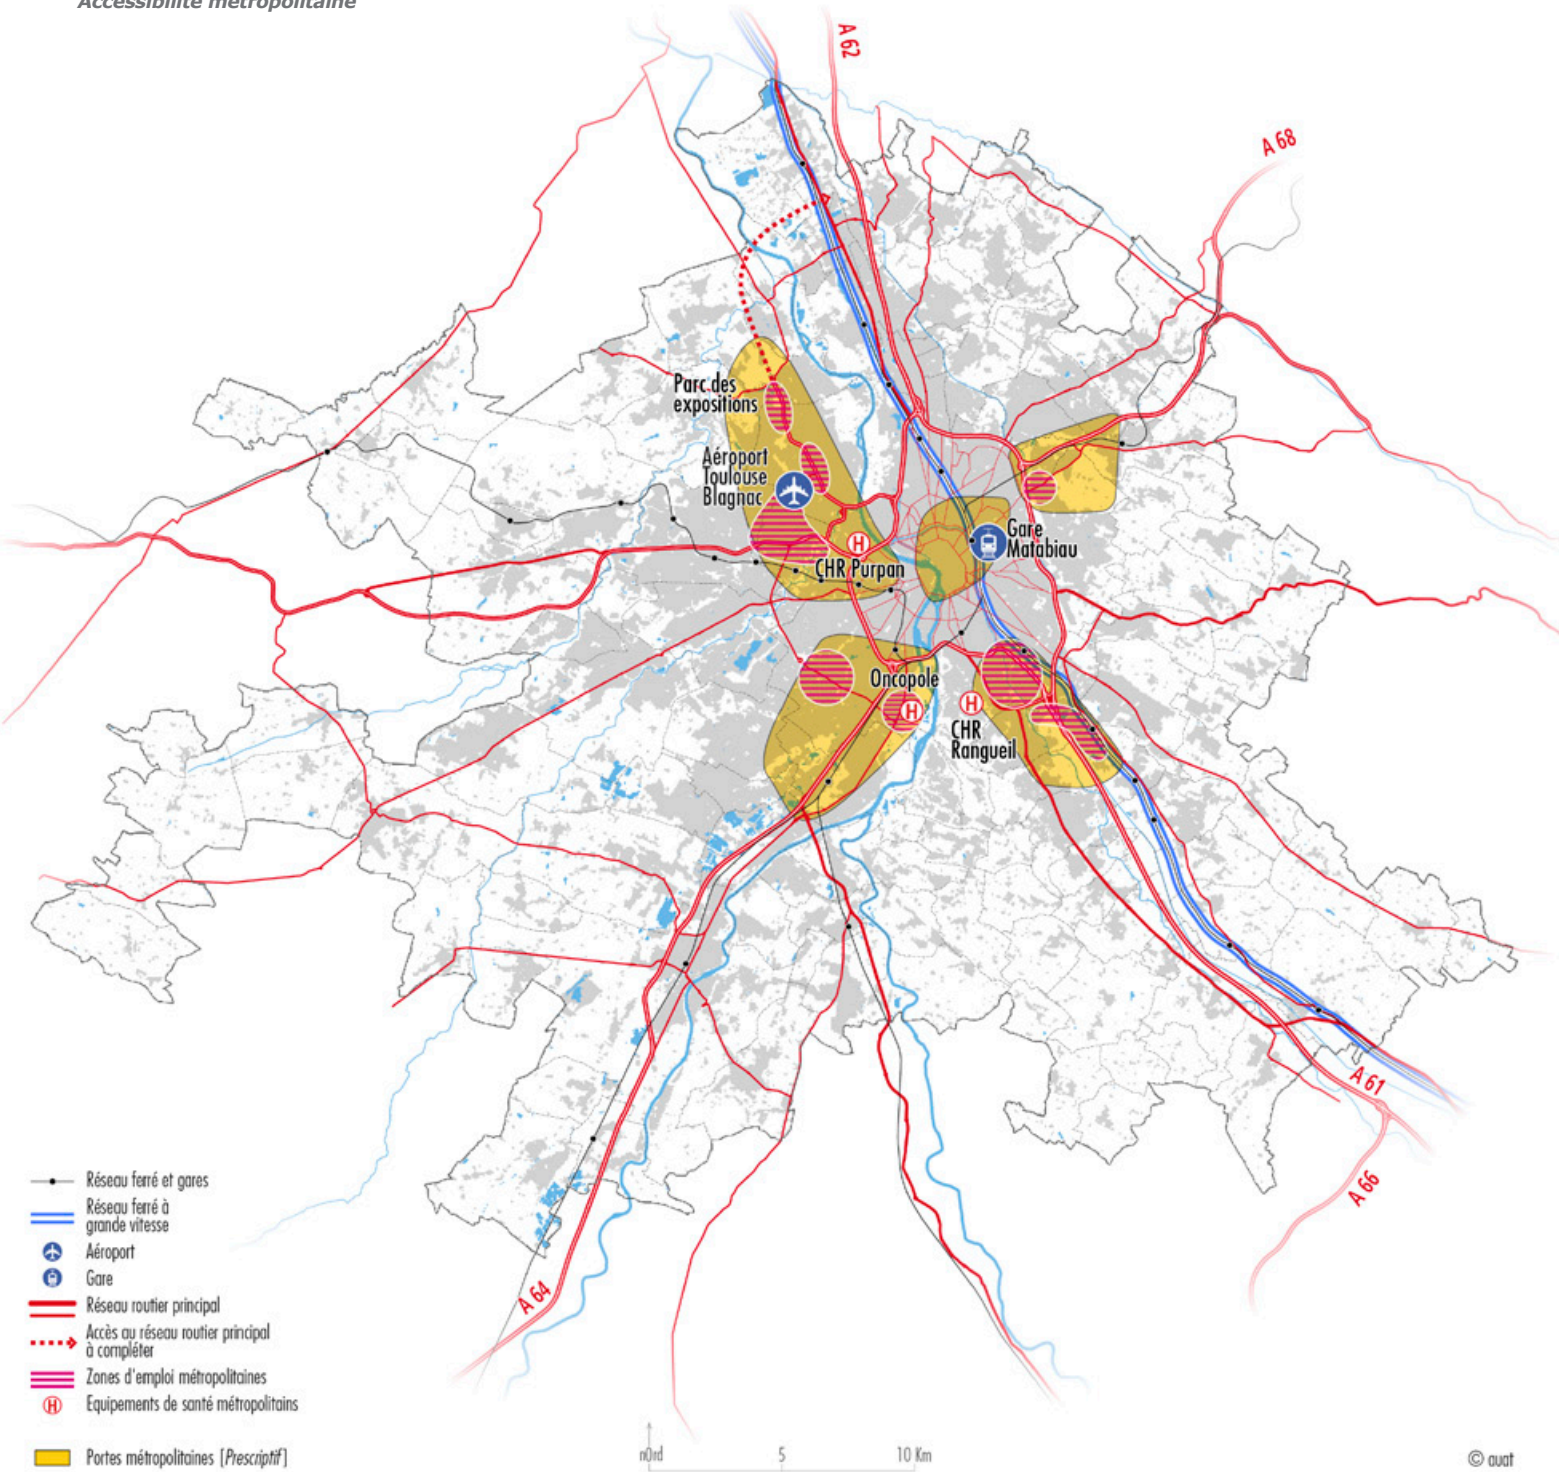 Accessibilité métropolitaine
A 62
A 68
Parc des
expositions
Aéroport
Toulouse
Blagnac
Gare
Matabiau
CHR Purpan
Oncopole
CHR
Rangueil
A 61
A 66
A 64
Réseau ferré et gares
Réseau ferré à
grande vitesse
Aéroport
Gare
Réseau routier principal
Accès au réseau routier principal
à compléter
Zones d'emploi métropolitaines
H Equipements de santé métropolitains
Portes métropolitaines [Prescriptif]
n0rd 5 10 Km
© auat